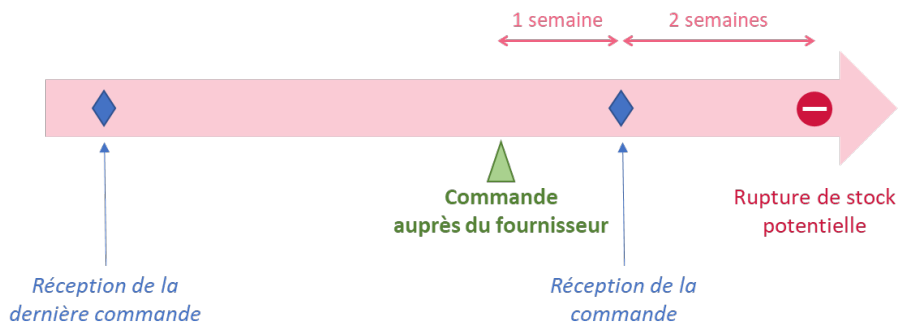 1 semaine
2 semaines
Commande
auprès du fournisseur
Rupture de stock
potentielle
Réception de la
dernière commande
Réception de la
commande